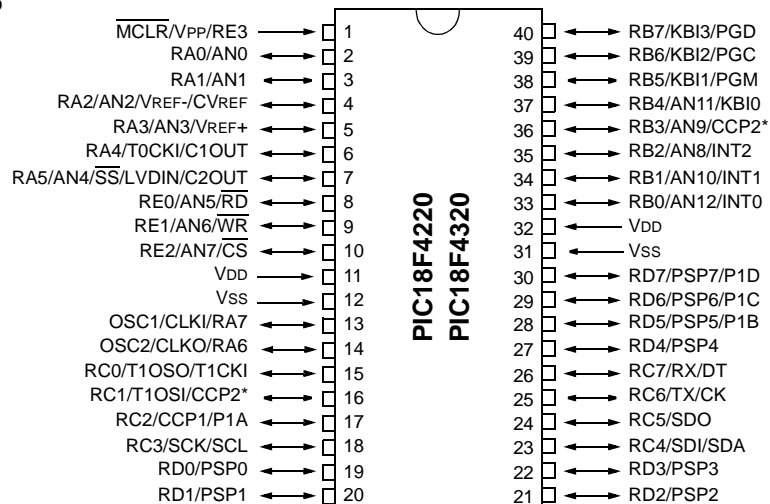 MCLR/VPP/RE3 1 40 RB7/KBI3/PGD
RA0/AN0 2 39 RB6/KBI2/PGC
RA1/AN1 3 38 RB5/KBI1/PGM
RA2/AN2/VREF-/CVREF 4 37 RB4/AN11/KBI0
RA3/AN3/VREF+ 5 36 RB3/AN9/CCP2*
RA4/T0CKI/C1OUT 6 35 RB2/AN8/INT2
RA5/AN4/SS/LVDIN/C2OUT 7 34 RB1/AN10/INT1
RE0/AN5/RD 8 33 RB0/AN12/INT0
RE1/AN6/WR 9 32 VDD
RE2/AN7/CS 10 31 VSS
VDD 11 30 RD7/PSP7/P1D
VSS 12 29 RD6/PSP6/P1C
OSC1/CLKI/RA7 13 28 RD5/PSP5/P1B
OSC2/CLKO/RA6 14 27 RD4/PSP4
RC0/T1OSO/T1CKI 15 26 RC7/RX/DT
RC1/T1OSI/CCP2* 16 25 RC6/TX/CK
RC2/CCP1/P1A 17 24 RC5/SDO
RC3/SCK/SCL 18 23 RC4/SDI/SDA
RD0/PSP0 19 22 RD3/PSP3
RD1/PSP1 20 21 RD2/PSP2
PIC18F4220
PIC18F4320